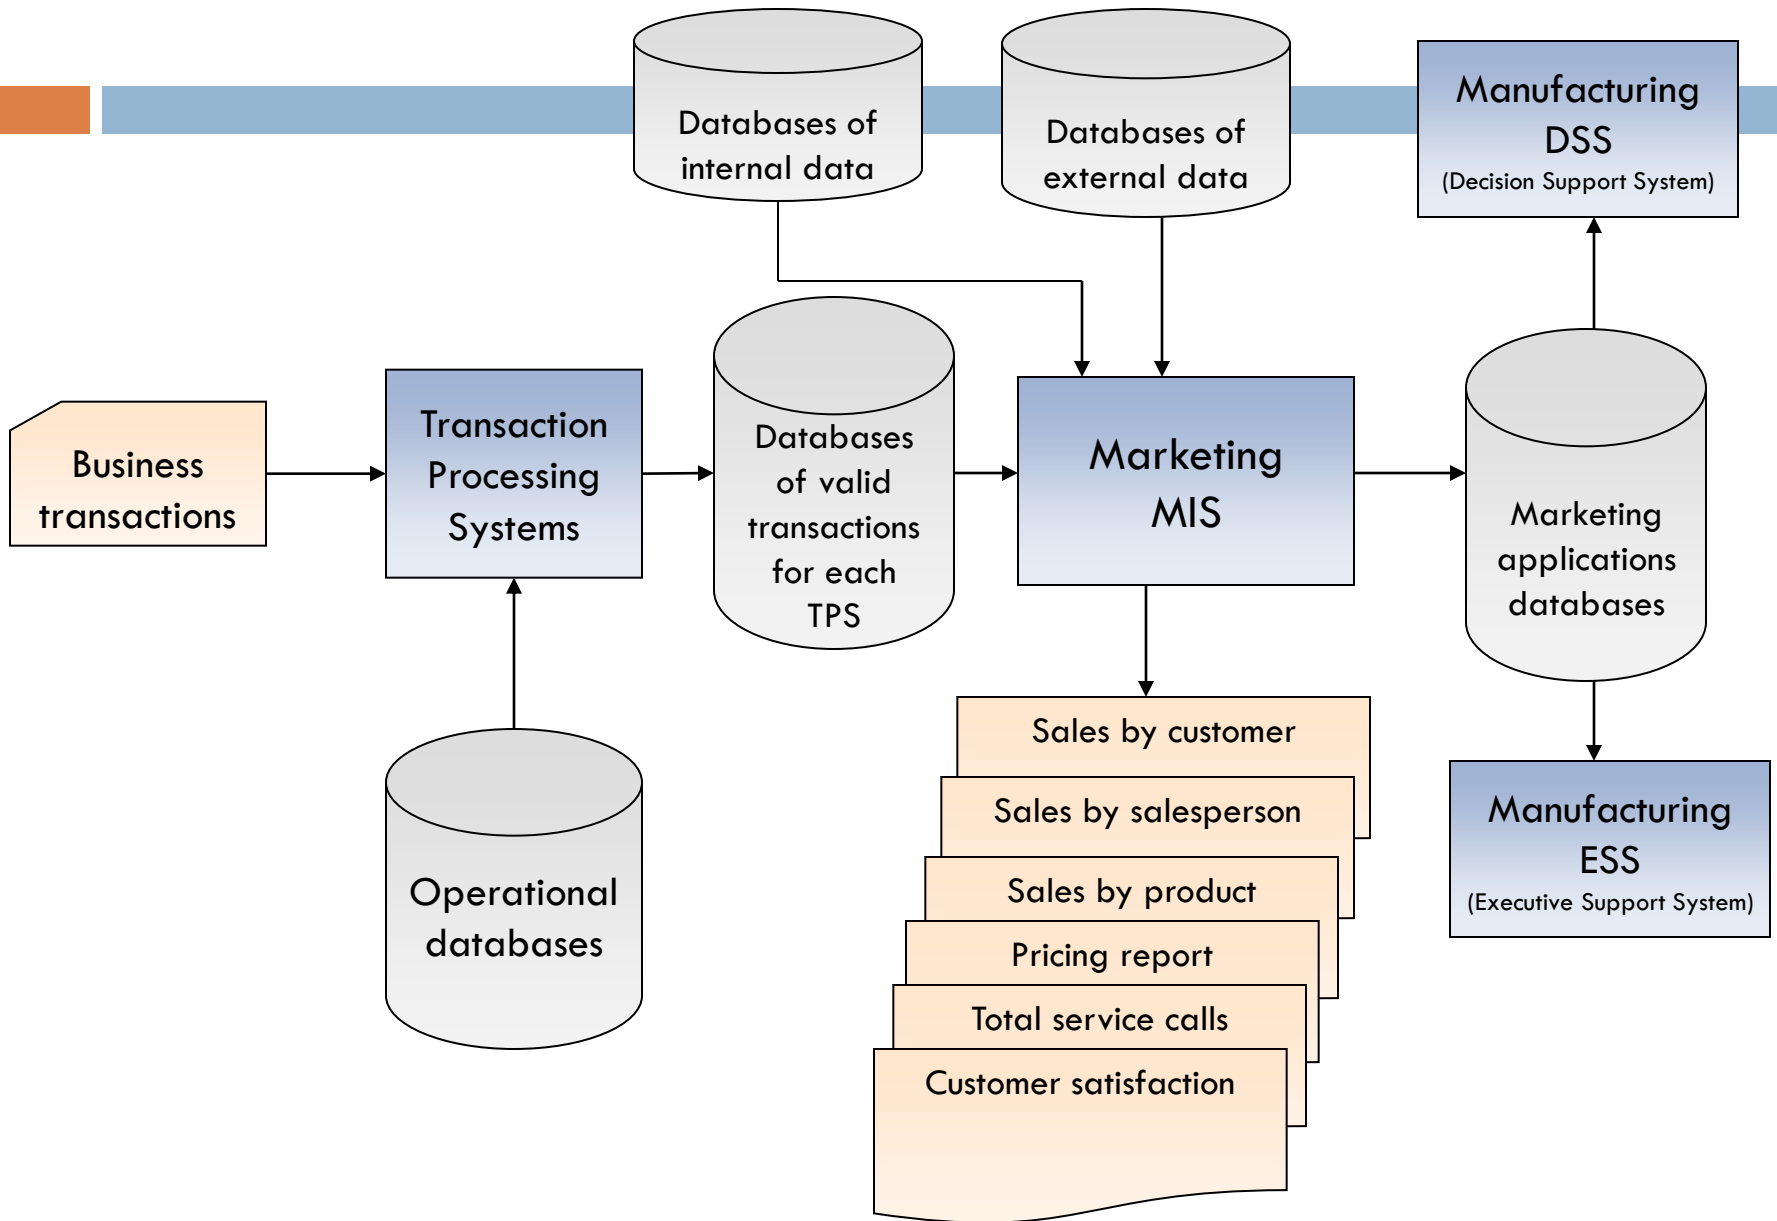 Databases of
internal data
Databases of
external data
Manufacturing
DSS
(Decision Support System)
Business
transactions
Transaction
Processing
Systems
Databases
of valid
transactions
for each
TPS
Marketing
MIS
Marketing
applications
databases
Operational
databases
Sales by customer
Sales by salesperson
Sales by product
Pricing report
Total service calls
Customer satisfaction
Manufacturing
ESS
(Executive Support System)